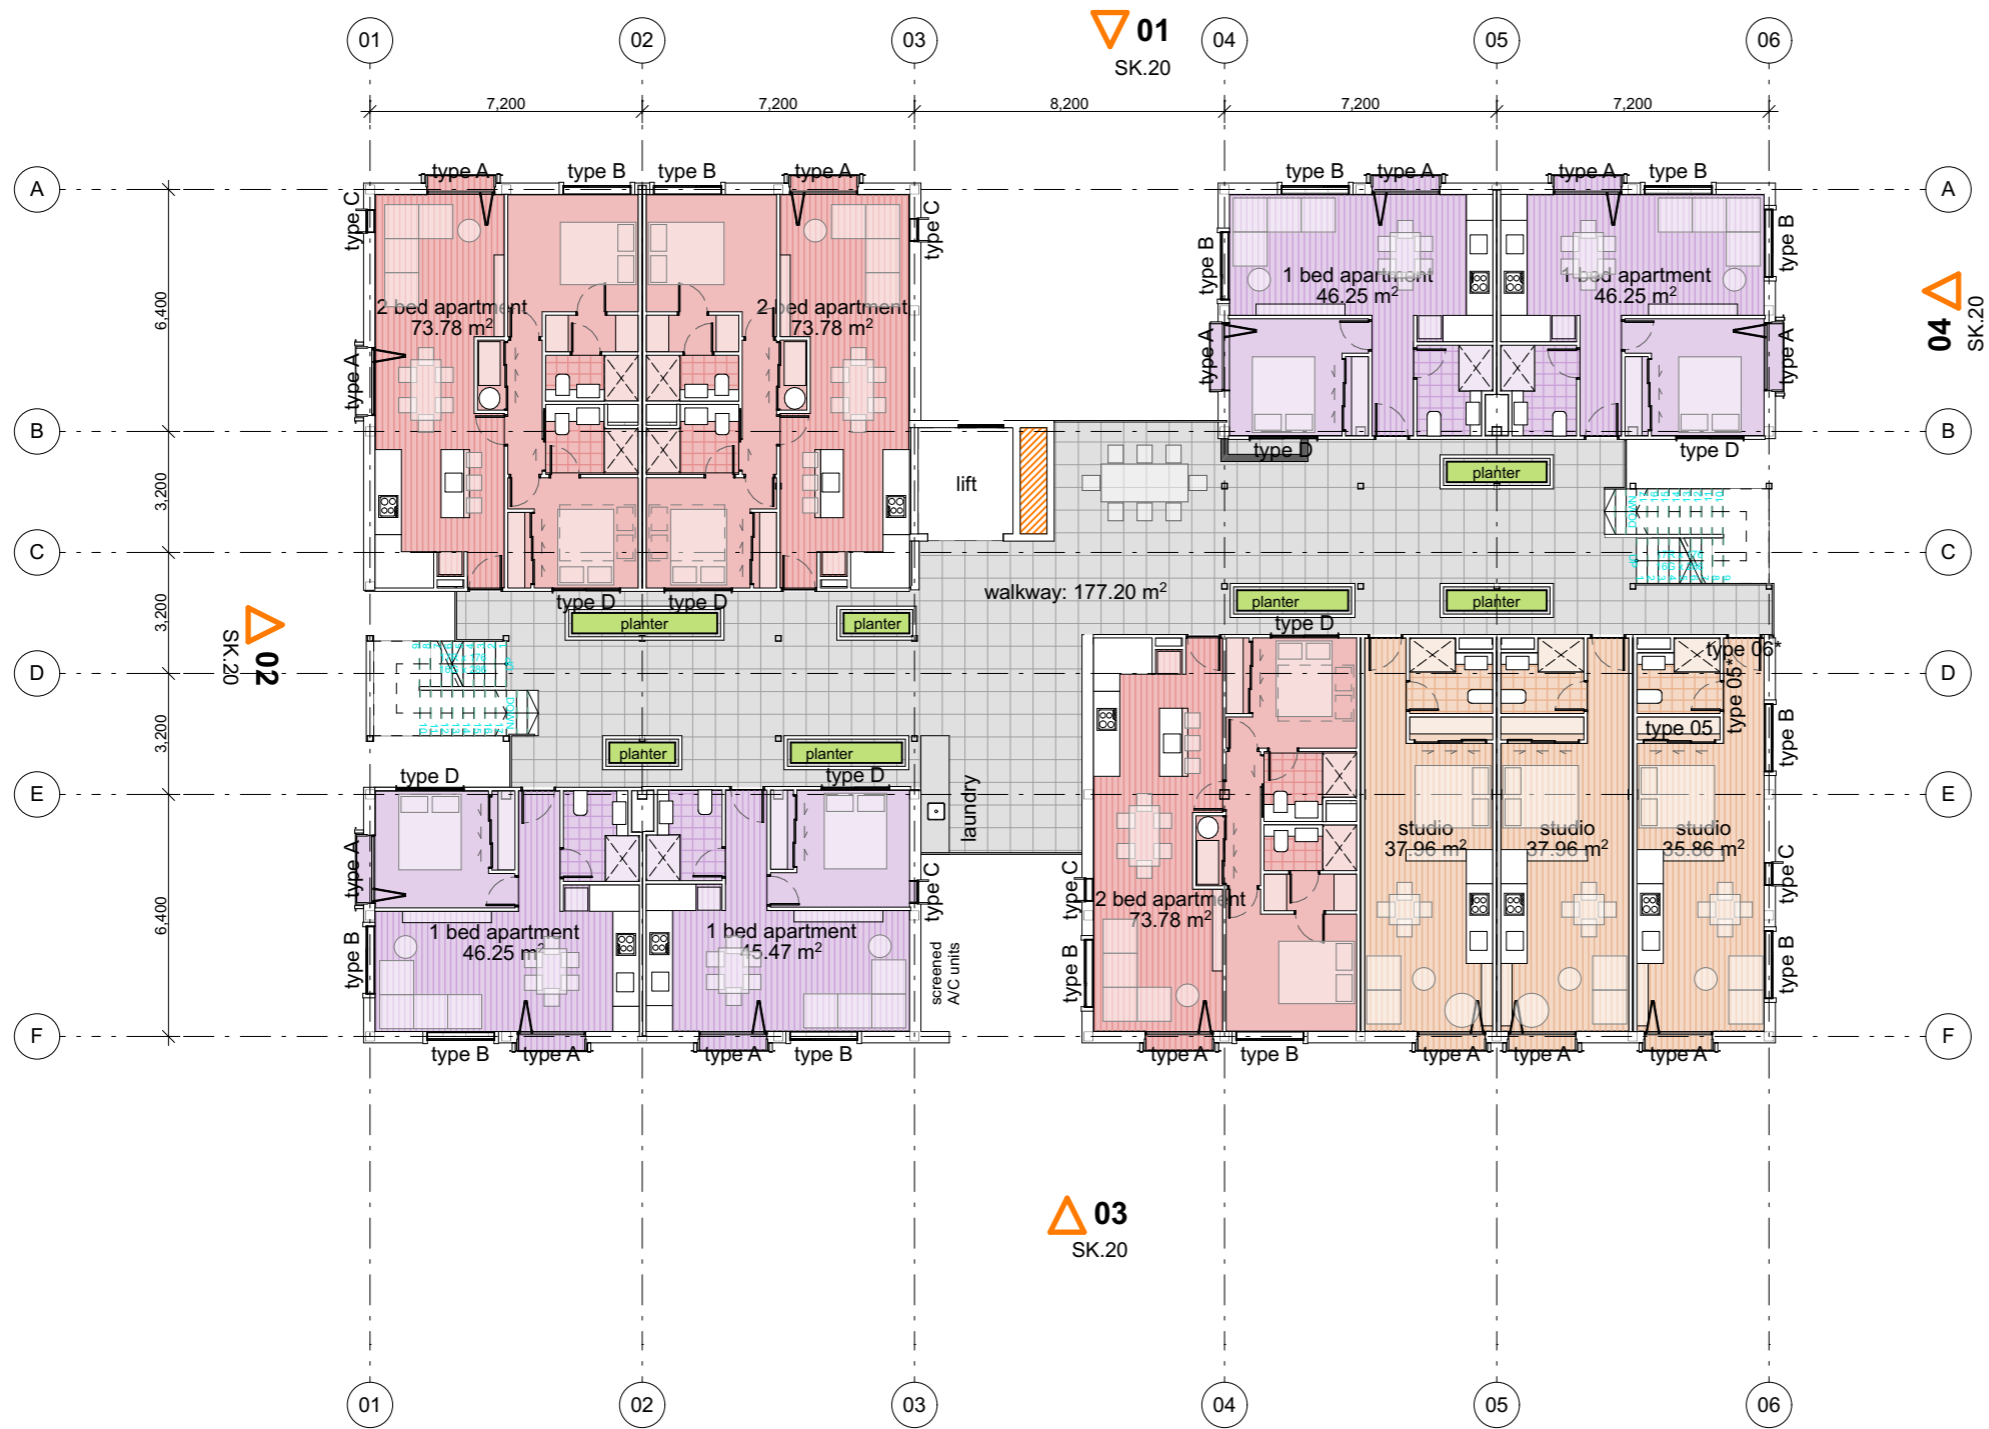 01
02
03
01
SK.20
04
05
06
7,200
7,200
8,200
7,200
7,200
A
A
type A
type B
type B
type A
type B
type A
type A
type B
type C
type C
type B
type B
2 bed apartment
73.78 m²
2 bed apartment
73.78 m²
1 bed apartment
46.25 m²
1 bed apartment
46.25 m²
04
SK.20
6,400
type A
type A
type A
B
B
type D
type D
3,200
lift
planter
DOWN
C
C
UP
type D
type D
walkway: 177.20 m²
planter
planter
3,200
planter
planter
type D
02
SK.20
UP
type 06*
D
D
DOWN
type 05*
type 05
type B
3,200
planter
planter
type D
type D
E
E
laundry
type A
type C
type C
type C
studio
37.96 m²
studio
37.96 m²
studio
35.86 m²
2 bed apartment
73.78 m²
6,400
1 bed apartment
46.25 m²
1 bed apartment
45.47 m²
type B
screened
A/C units
type B
type B
F
F
type B
type A
type A
type B
type A
type B
type A
type A
type A
03
SK.20
01
02
03
04
05
06